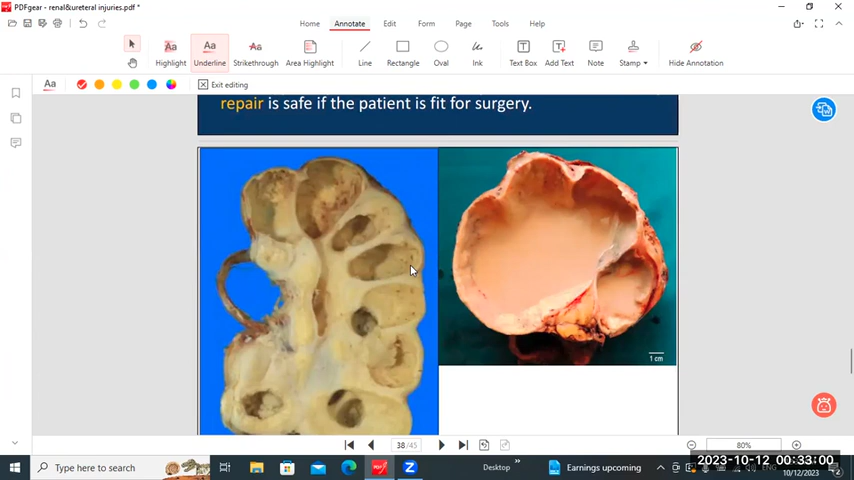 PDFgear - renal&ureteral injuries.pdf *
Home Annotate Edit Form Page Tools Help
Highlight Underline Strikethrough Area Highlight Line Rectangle Oval Ink Text Box Add Text Note Stamp Hide Annotation
Exit editing
repair is safe if the patient is fit for surgery.
1 cm
38 /45
80%
2023-10-12 00:33:00
Type here to search
Desktop
Earnings upcoming
10/12/2023